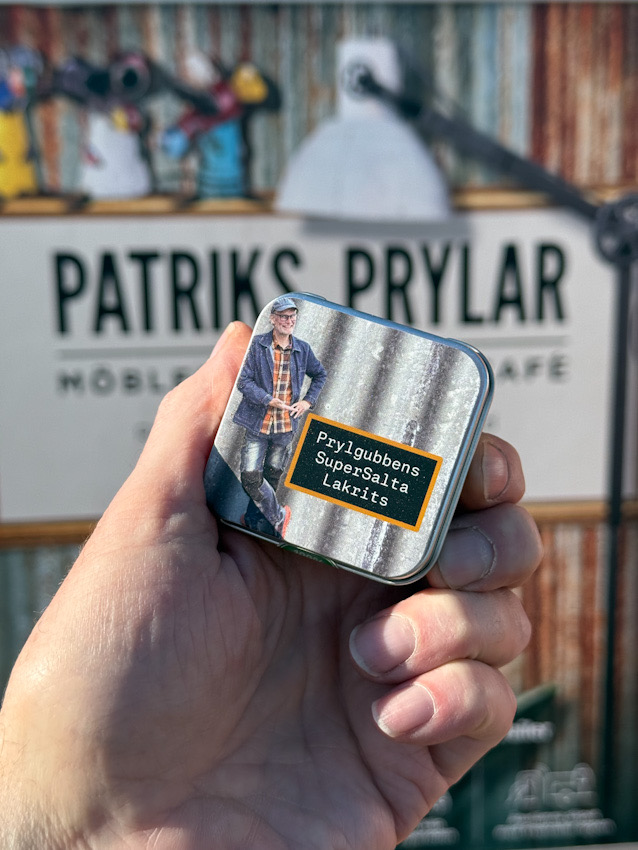 PATRIKS PRYLAR
Prylgubbens
SuperSalta
Lakrits